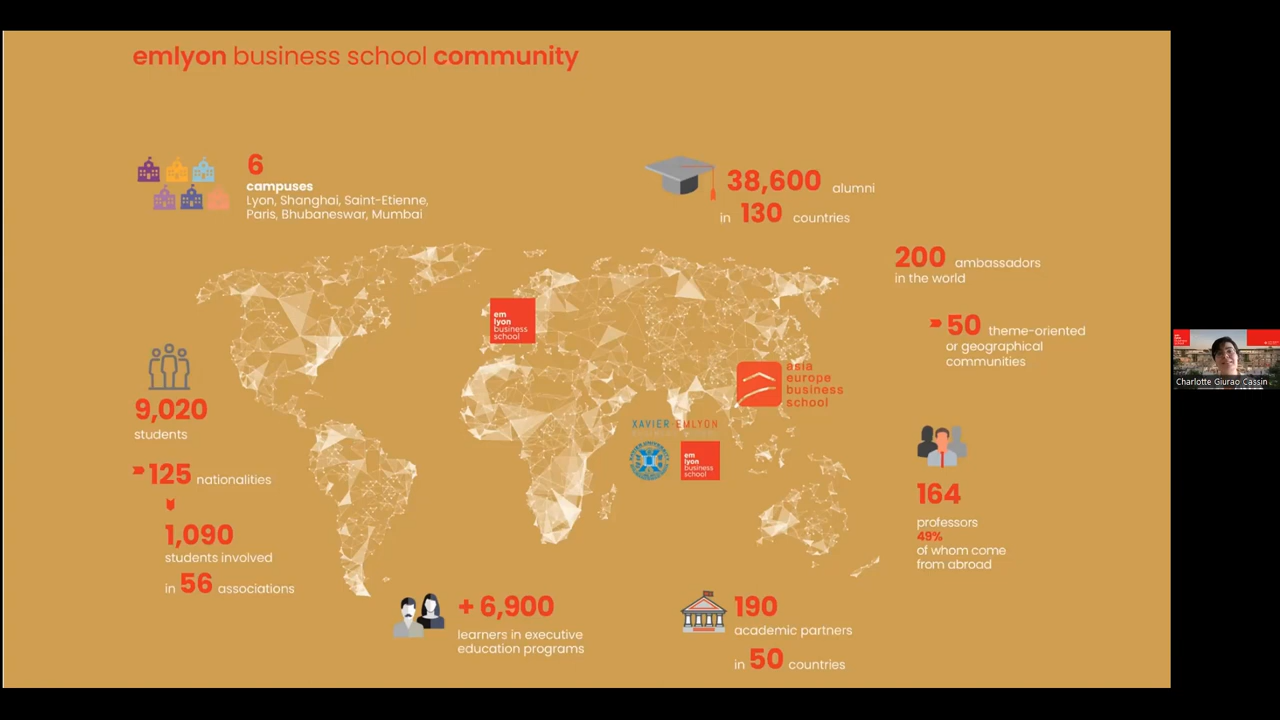 emlyon business school community
6
campuses
Lyon, Shanghai, Saint-Etienne,
Paris, Bhubaneswar, Mumbai
38,600 alumni
in 130 countries
200 ambassadors
in the world
50 theme-oriented
or geographical
communities
em
lyon
business
school
asia
europe
business
school
XAVIER-EMLYON
em
lyon
business
school
9,020
students
125 nationalities
1,090
students involved
in 56 associations
164
professors
49%
of whom come
from abroad
+ 6,900
learners in executive
education programs
190
academic partners
in 50 countries
Charlotte Giurao Cassin